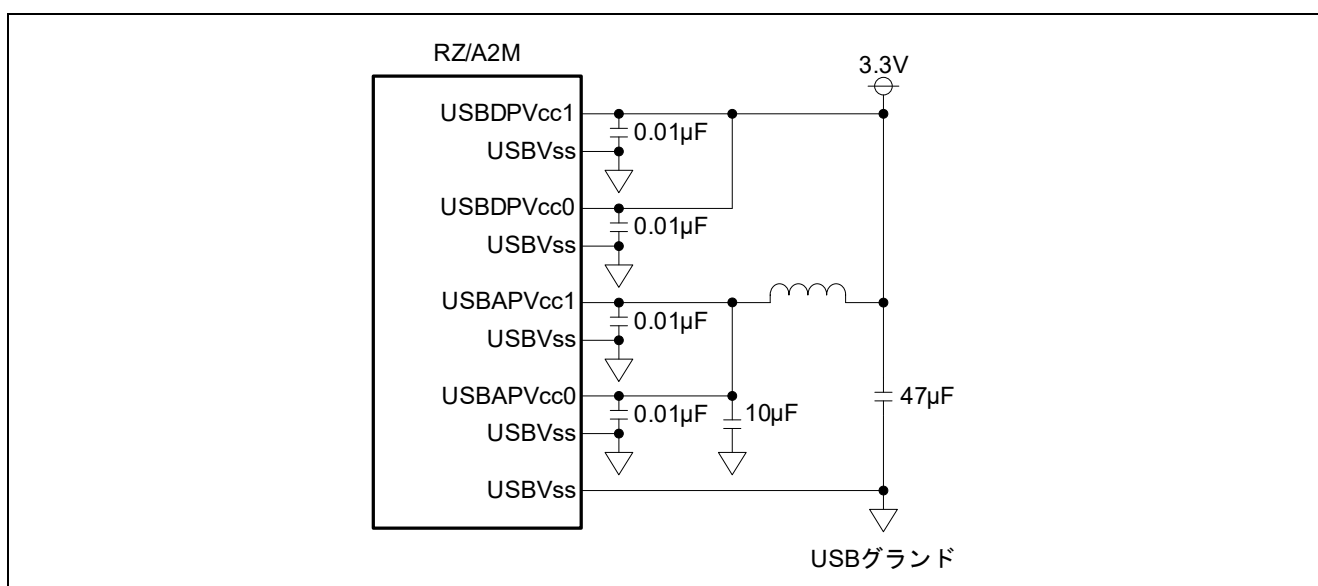 RZ/A2M
3.3V
USBDPVcc1
0.01µF
USBVss
USBDPVcc0
0.01µF
USBVss
USBAPVcc1
0.01µF
USBVss
USBAPVcc0
0.01µF
10µF
47µF
USBVss
USBVss
USBグランド